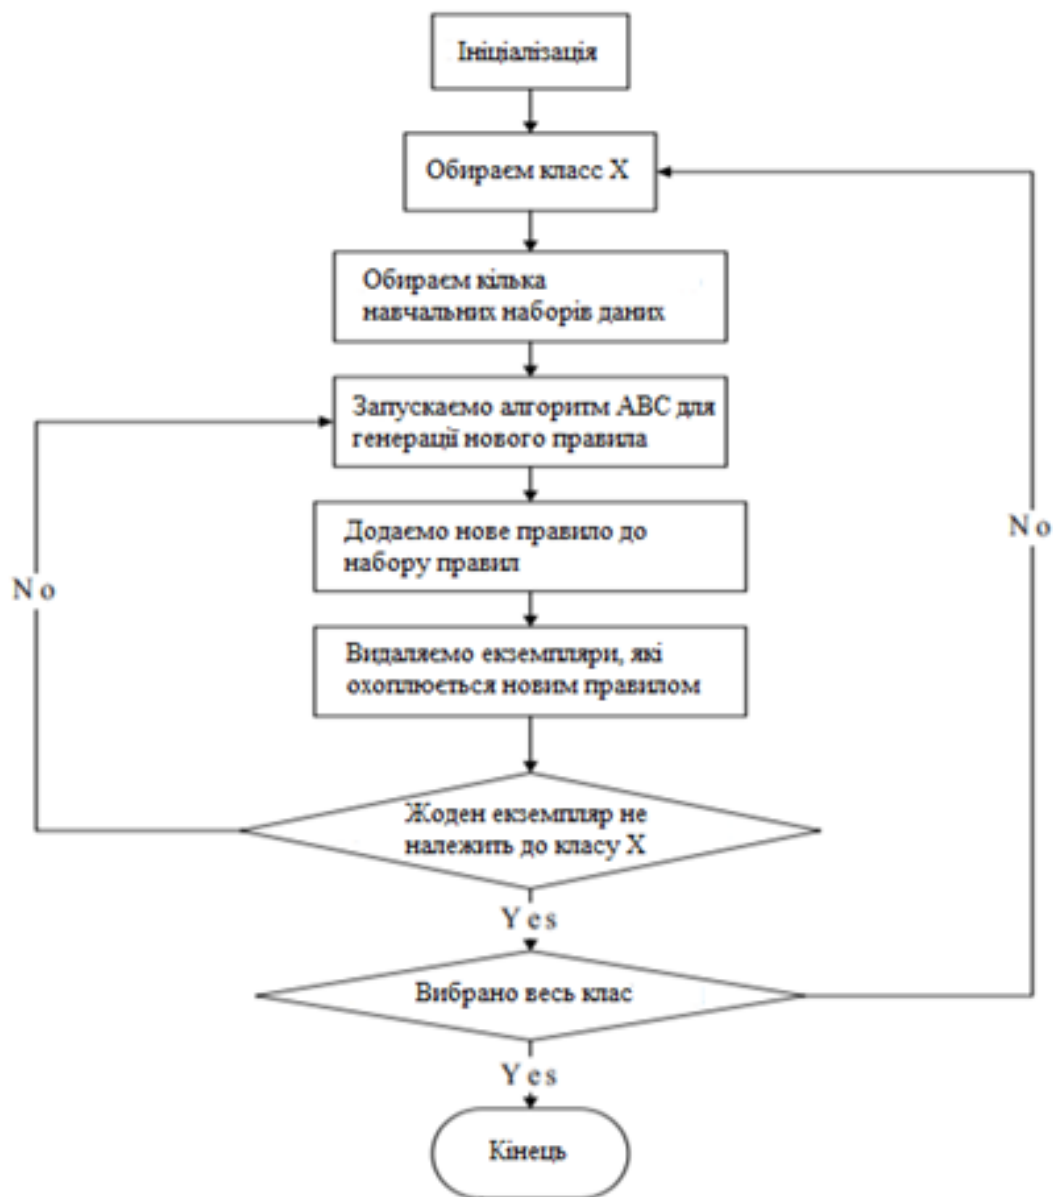 Ініціалізація
Обираєм класс X
Обираєм кілька
навчальних наборів даних
Запускаємо алгоритм ABC для
генерації нового правила
Додаємо нове правило до
набору правил
No
No
Видаляємо екземпляри, які
охоплюється новим правилом
Жоден екземпляр не
належить до класу X
Yes
Вибрано весь клас
Yes
Кінець